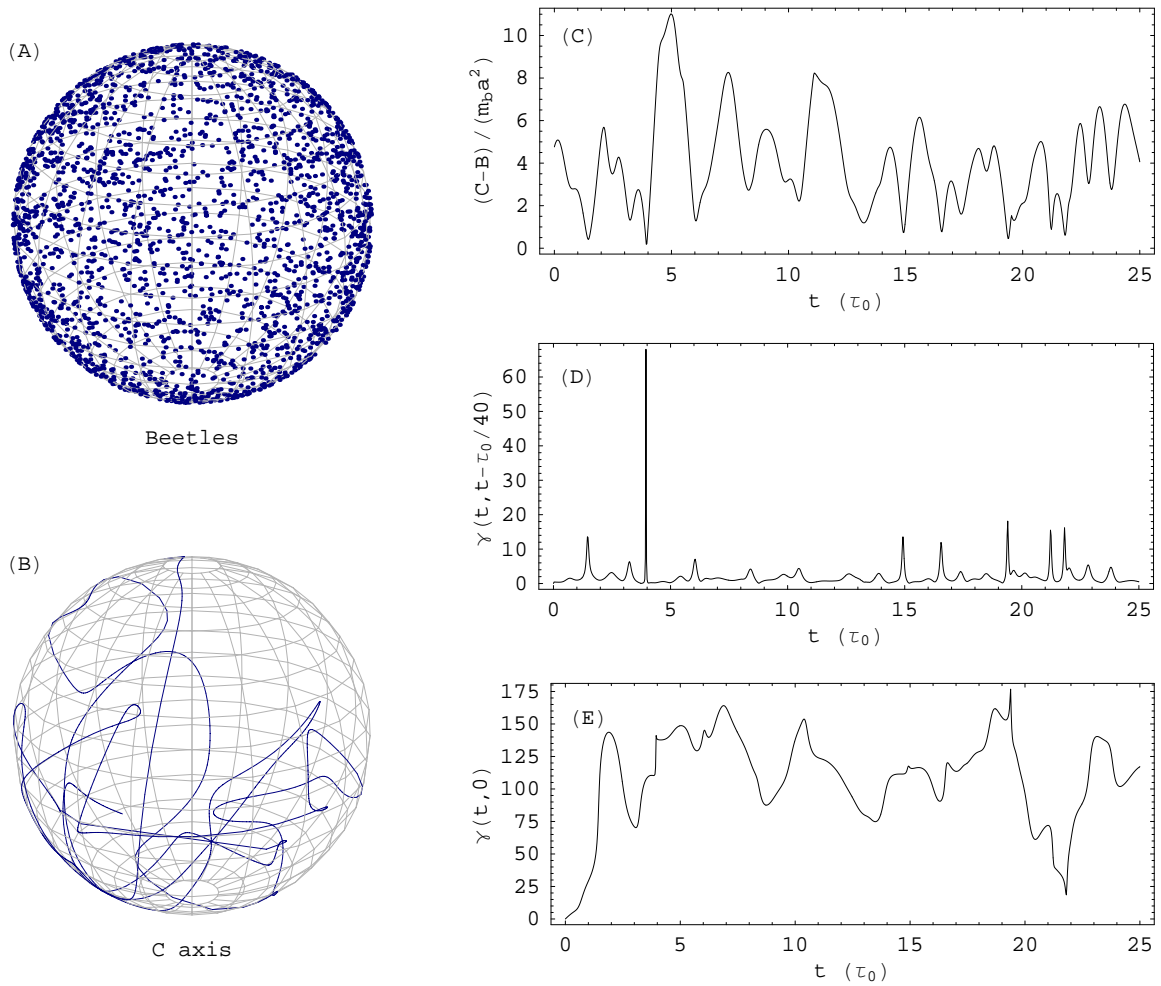 (A)
Beetles
(B)
C axis
(C)
(C-B)/(m_b a^2)
10
8
6
4
2
0
0 5 10 15 20 25
t (τ_0)
(D)
γ(t,t-τ_0/40)
60
50
40
30
20
10
0
0 5 10 15 20 25
t (τ_0)
(E)
γ(t,0)
175
150
125
100
75
50
25
0
0 5 10 15 20 25
t (τ_0)